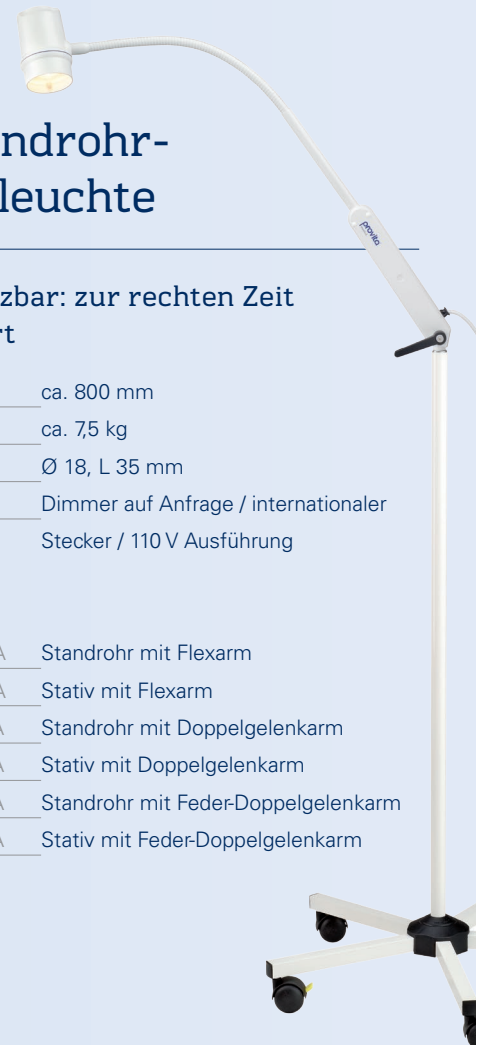 ndrohr-
leuchte
provita
zbar: zur rechten Zeit
rt
ca. 800 mm
ca. 7,5 kg
Ø 18, L 35 mm
Dimmer auf Anfrage / internationaler
Stecker / 110 V Ausführung
A Standrohr mit Flexarm
A Stativ mit Flexarm
A Standrohr mit Doppelgelenkarm
A Stativ mit Doppelgelenkarm
A Standrohr mit Feder-Doppelgelenkarm
A Stativ mit Feder-Doppelgelenkarm